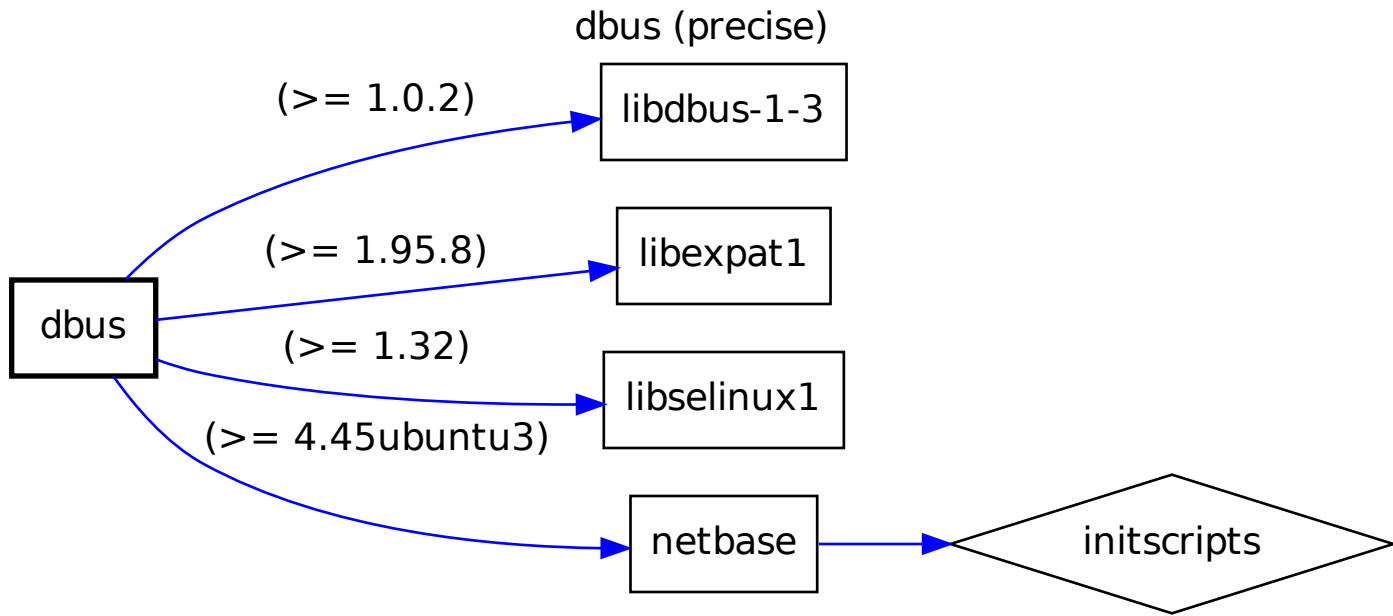 dbus (precise)
(>= 1.0.2)
libdbus-1-3
(>= 1.95.8)
libexpat1
dbus
(>= 1.32)
libselinux1
(>= 4.45ubuntu3)
netbase
initscripts